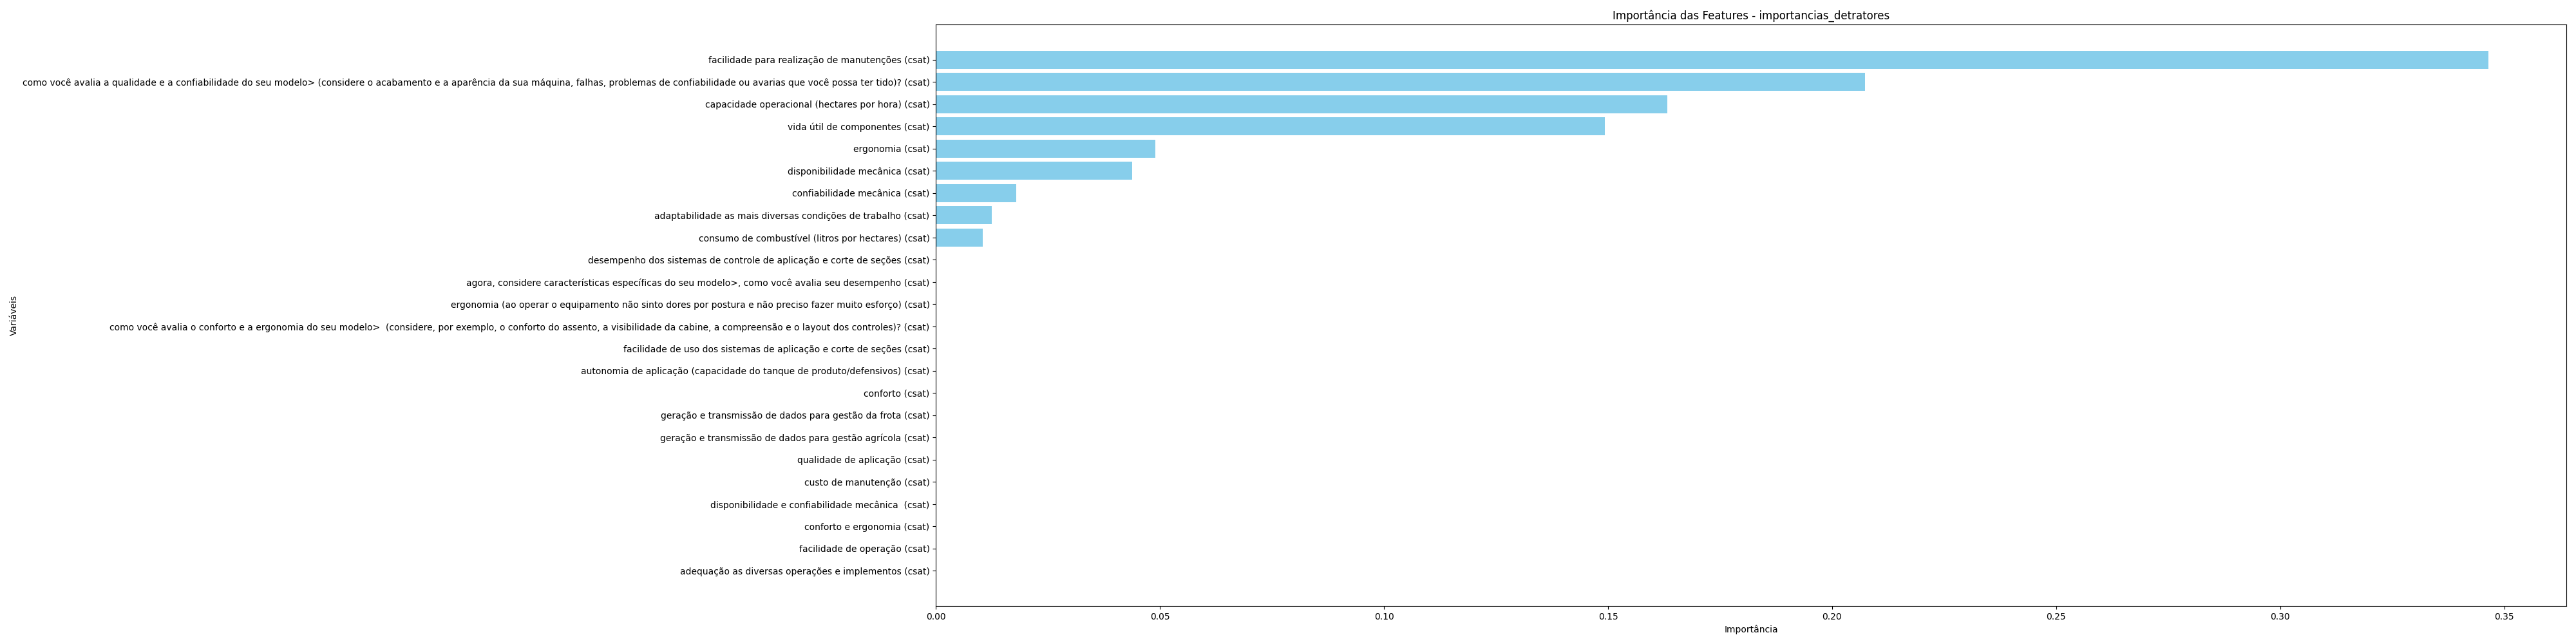 Importância das Features - importancias_detratores
facilidade para realização de manutenções (csat)
como você avalia a qualidade e a confiabilidade do seu modelo> (considere o acabamento e a aparência da sua máquina, falhas, problemas de confiabilidade ou avarias que você possa ter tido)? (csat)
capacidade operacional (hectares por hora) (csat)
vida útil de componentes (csat)
ergonomia (csat)
disponibilidade mecânica (csat)
confiabilidade mecânica (csat)
adaptabilidade as mais diversas condições de trabalho (csat)
consumo de combustível (litros por hectares) (csat)
desempenho dos sistemas de controle de aplicação e corte de seções (csat)
agora, considere características específicas do seu modelo>, como você avalia seu desempenho (csat)
ergonomia (ao operar o equipamento não sinto dores por postura e não preciso fazer muito esforço) (csat)
como você avalia o conforto e a ergonomia do seu modelo>  (considere, por exemplo, o conforto do assento, a visibilidade da cabine, a compreensão e o layout dos controles)? (csat)
facilidade de uso dos sistemas de aplicação e corte de seções (csat)
autonomia de aplicação (capacidade do tanque de produto/defensivos) (csat)
conforto (csat)
geração e transmissão de dados para gestão da frota (csat)
geração e transmissão de dados para gestão agrícola (csat)
qualidade de aplicação (csat)
custo de manutenção (csat)
disponibilidade e confiabilidade mecânica  (csat)
conforto e ergonomia (csat)
facilidade de operação (csat)
adequação as diversas operações e implementos (csat)
Variáveis
0.00 0.05 0.10 0.15 0.20 0.25 0.30 0.35
Importância